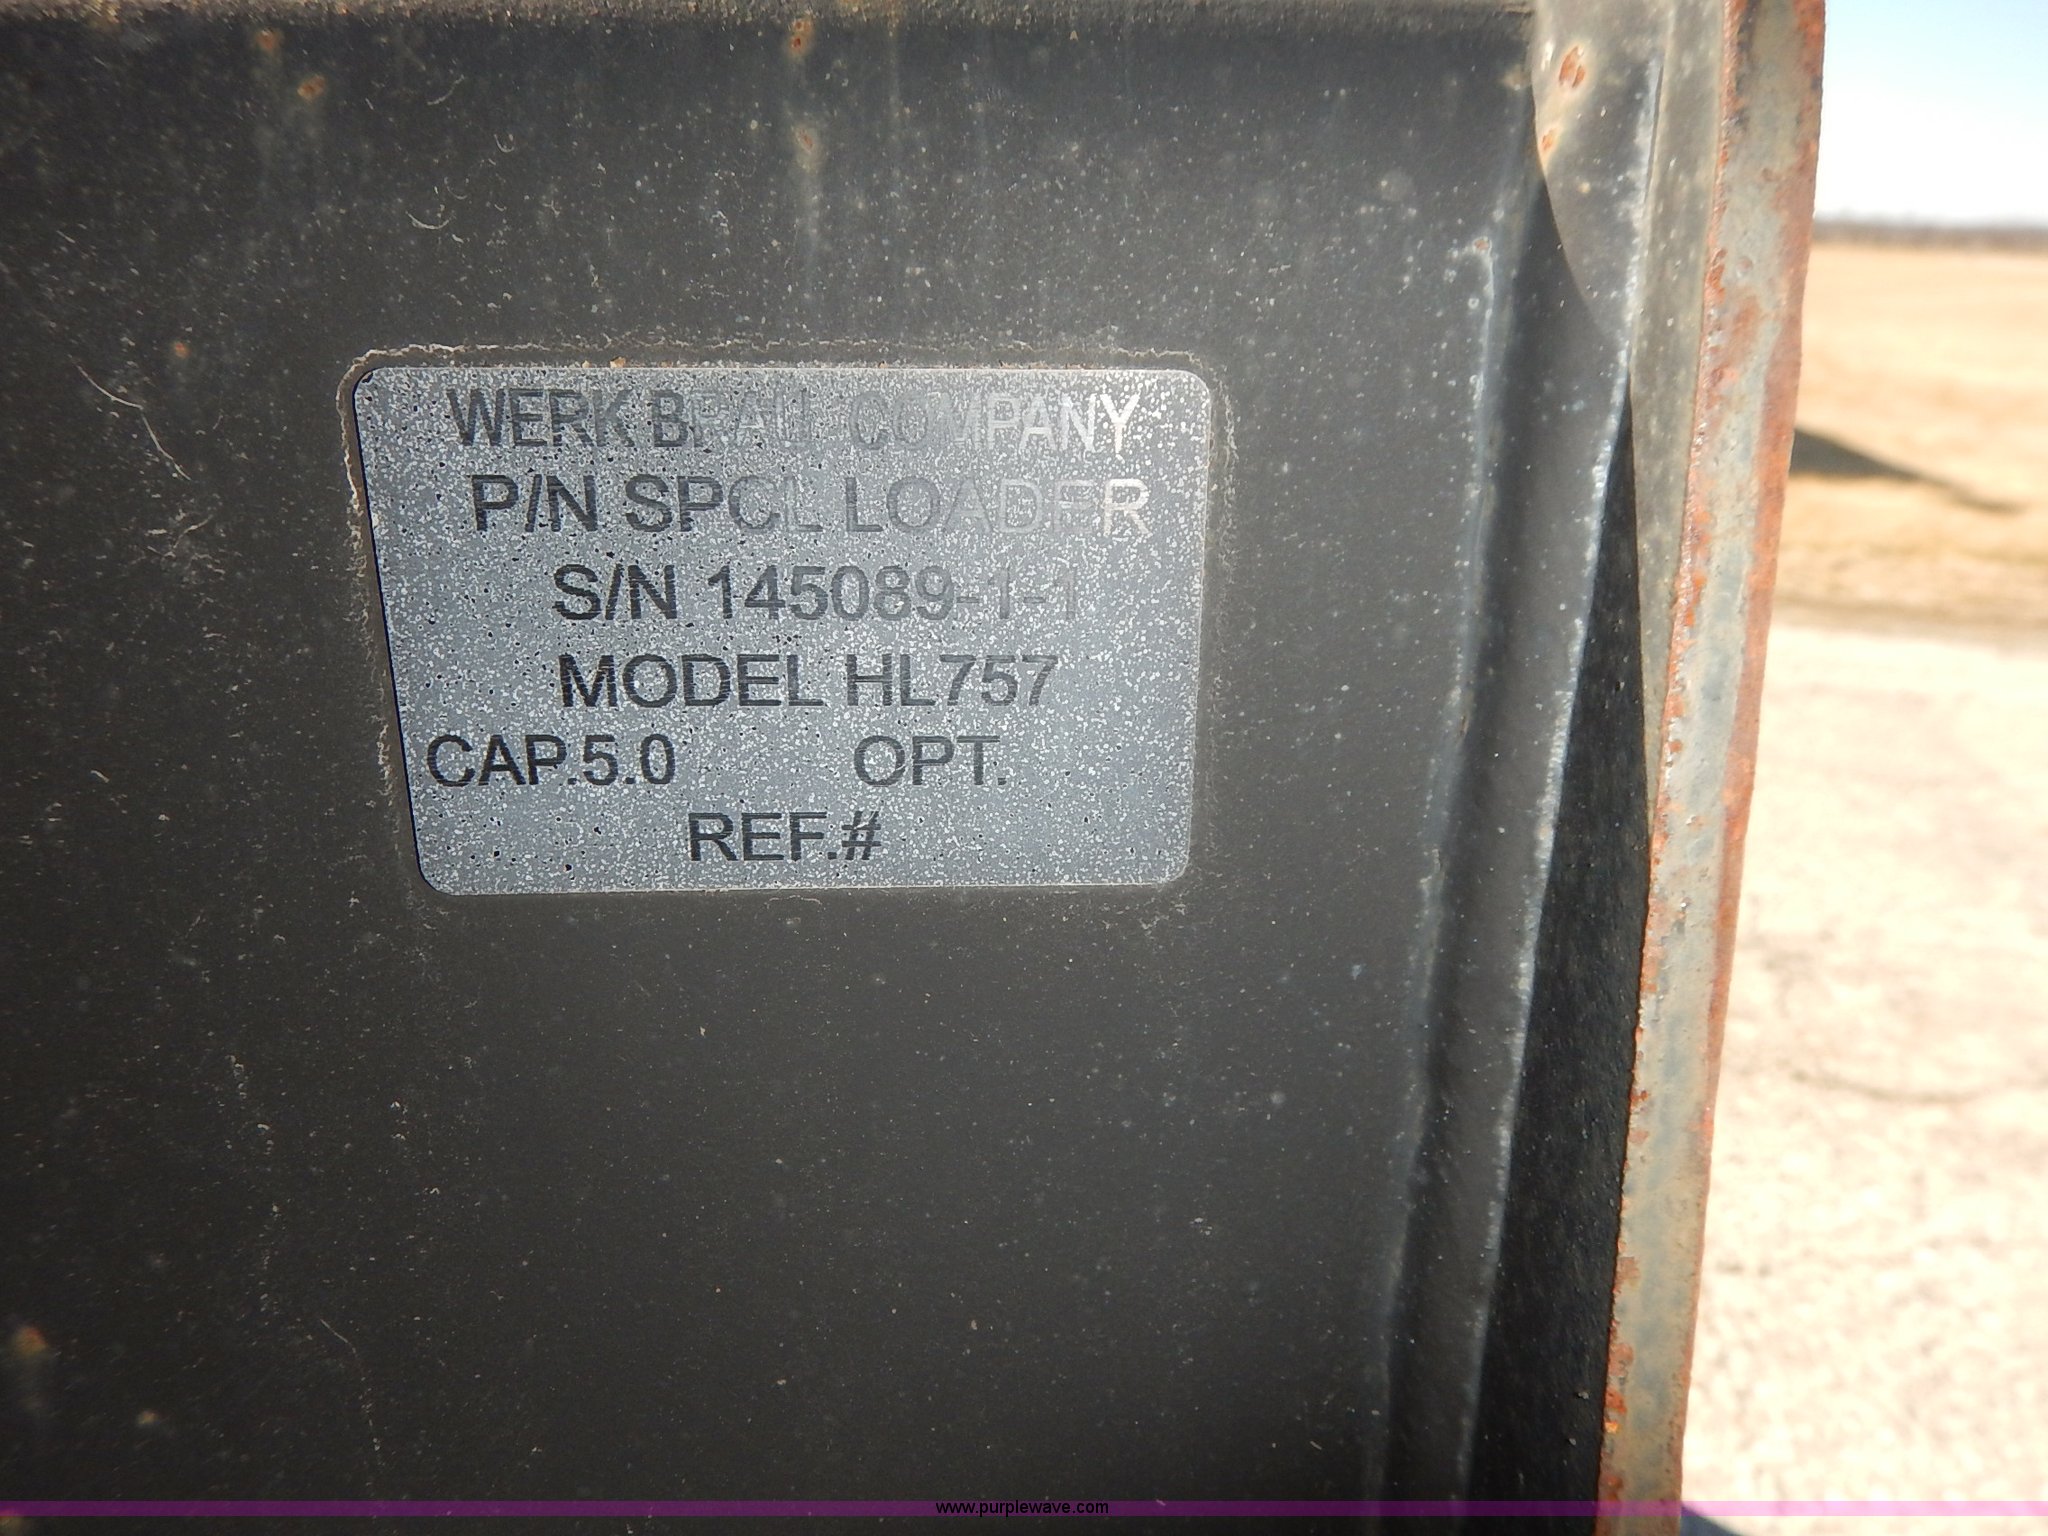 WERK BRAU COMPANY
P/N SPCL LOADER
S/N 145089-1-1
MODEL HL757
CAP.5.0 OPT.
REF.#
www.purplewave.com